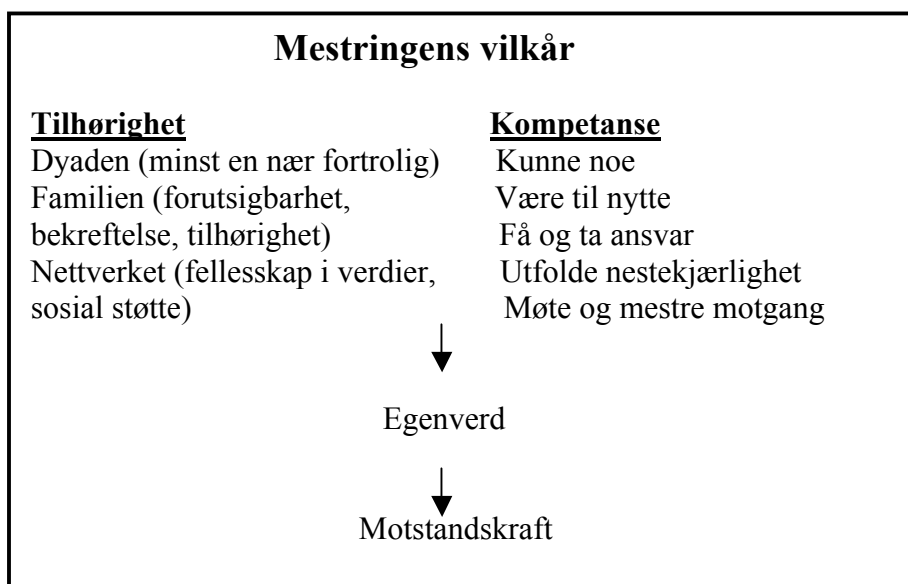 Mestringens vilkår
Tilhørighet
Dyaden (minst en nær fortrolig)
Familien (forutsigbarhet,
bekreftelse, tilhørighet)
Nettverket (fellesskap i verdier,
sosial støtte)
Kompetanse
Kunne noe
Være til nytte
Få og ta ansvar
Utfolde nestekjærlighet
Møte og mestre motgang
Egenverd
Motstandskraft